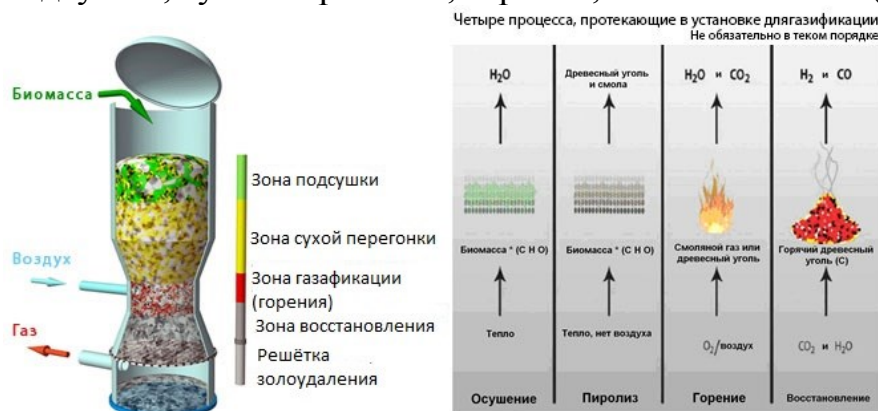 Биомасса
Воздух
Газ
Зона подсушки
Зона сухой перегонки
Зона газафикации
(горения)
Зона восстановления
Решётка
золоудаления
Четыре процесса, протекающие в установке длягазификации
Не обязательно в теком порядке
H₂O
Древесный уголь
и смола
H₂O и CO₂
H₂ и CO
Биомасса * (C H O)
Биомасса * (C H O)
Смоляной газ или
древесный уголь
Горячий древесный
уголь (C)
Тепло
Тепло, нет воздуха
O₂/воздух
CO₂ и H₂O
Осушение
Пиролиз
Горение
Восстановление